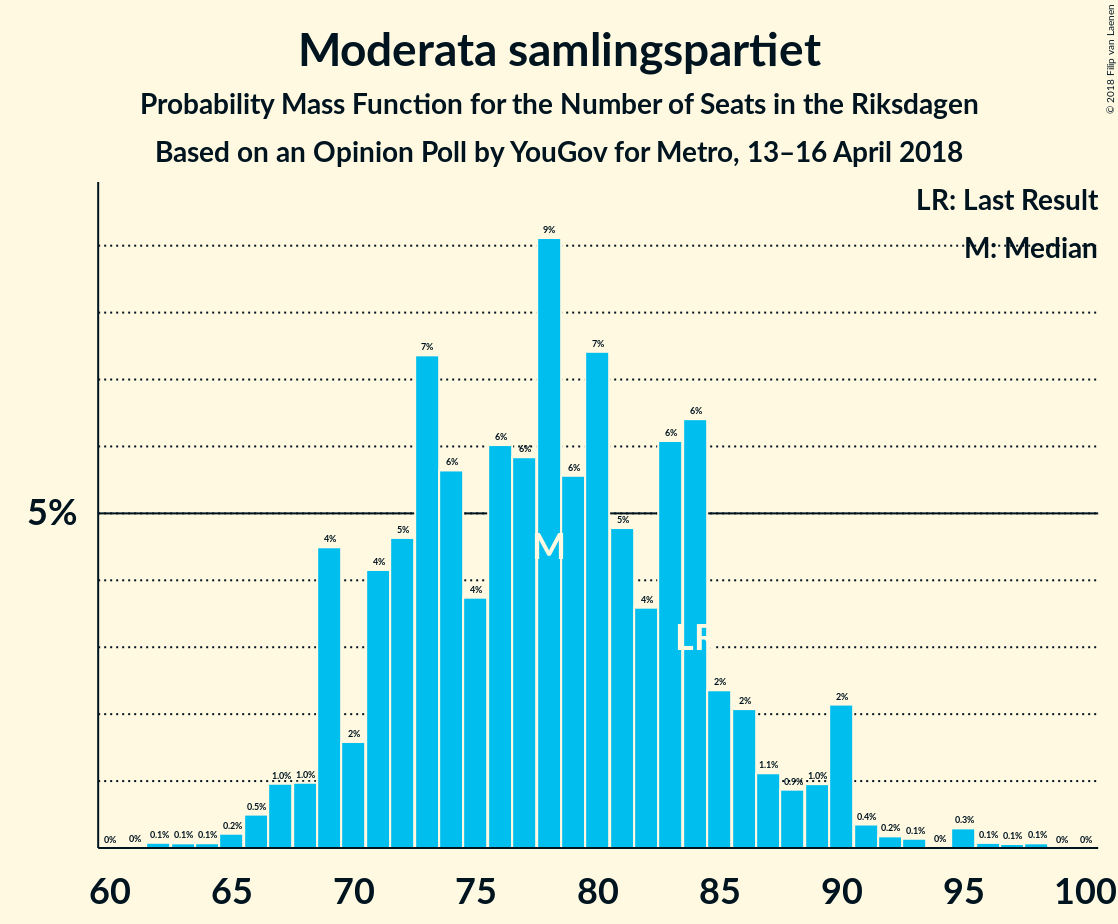 Moderata samlingspartiet
Probability Mass Function for the Number of Seats in the Riksdagen
Based on an Opinion Poll by YouGov for Metro, 13–16 April 2018
© 2018 Filip van Laenen
LR: Last Result
M: Median
5%
0% 0% 0.1% 0.1% 0.1% 0.2% 0.5% 1.0% 1.0% 4% 2% 4% 5% 7% 6% 4% 6% 6% 9% 6% 7% 5% 4% 6% 6% 2% 2% 1.1% 0.9% 1.0% 2% 0.4% 0.2% 0.1% 0% 0.3% 0.1% 0.1% 0.1% 0% 0%
M
LR
60 65 70 75 80 85 90 95 100